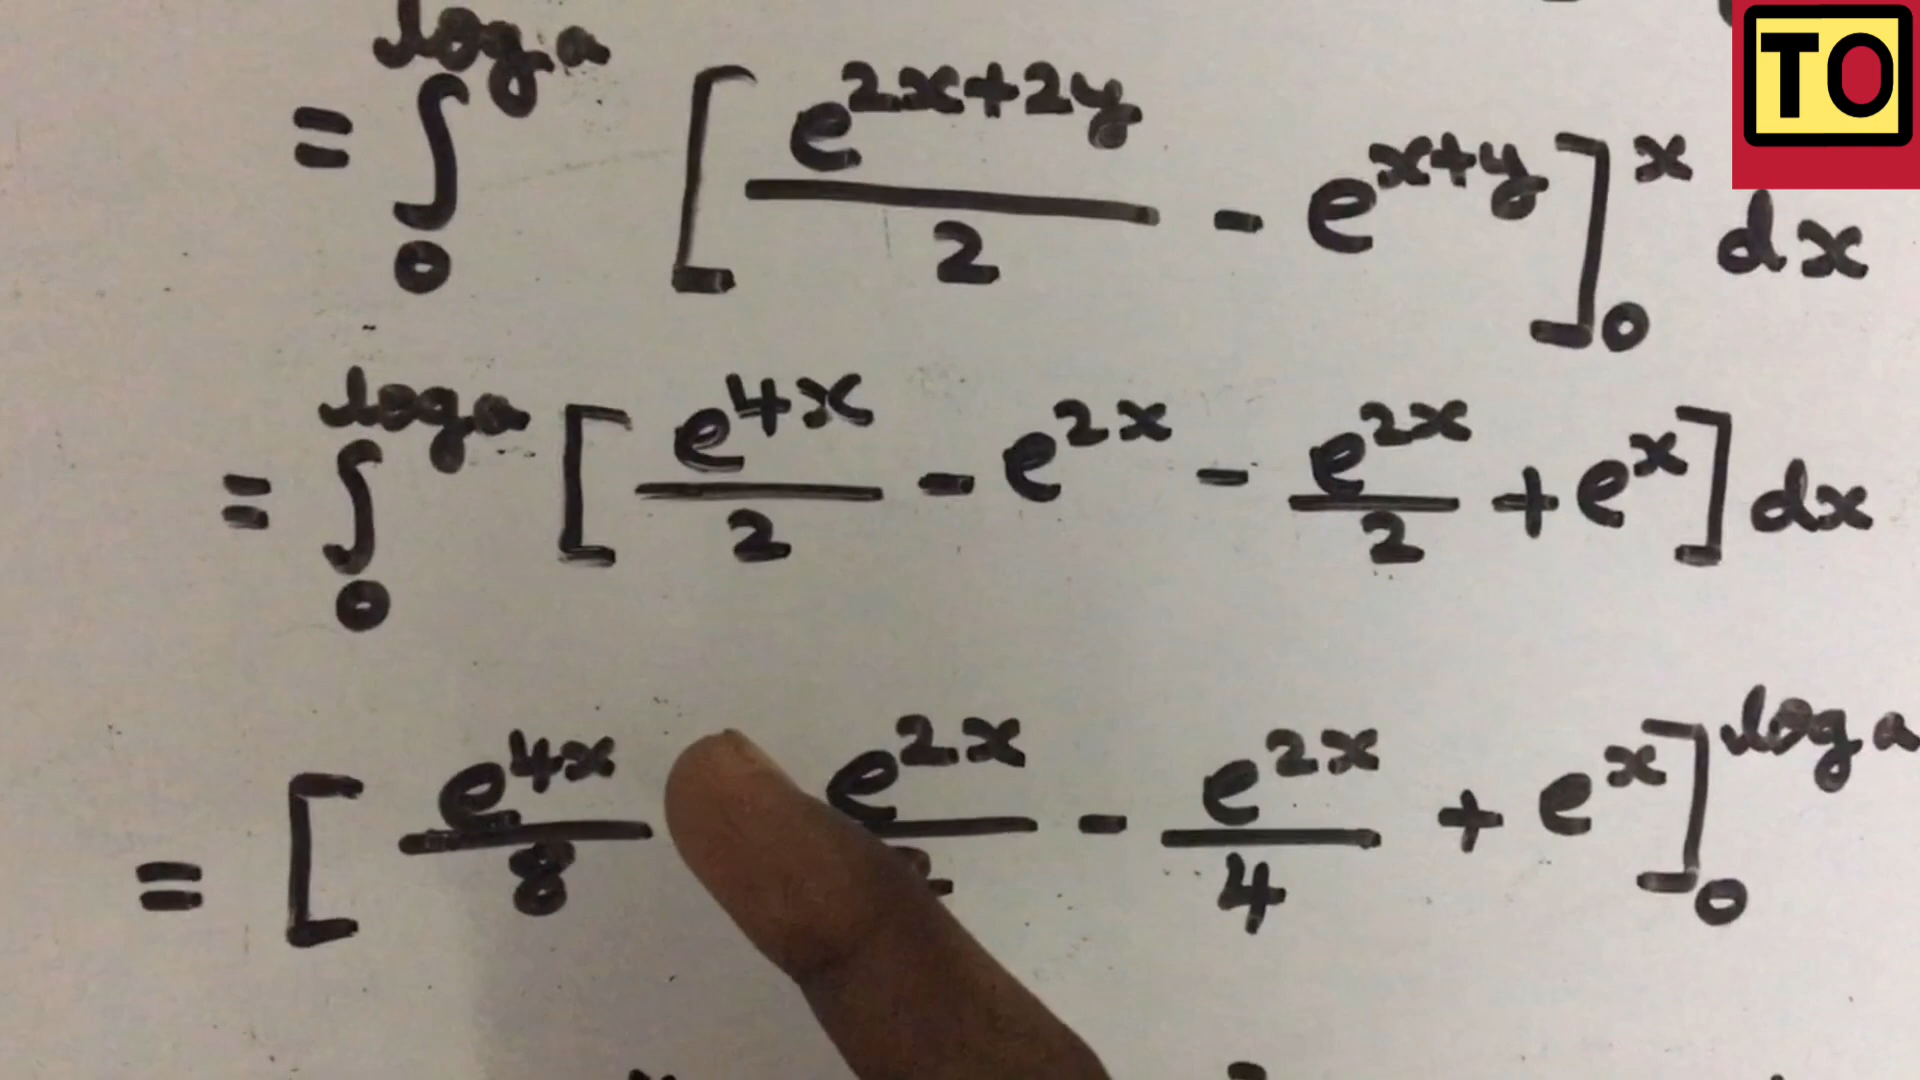 TO
= ∫₀^{log a} [ e^{2x+2y}/2 - e^{x+y} ]₀^x dx
= ∫₀^{log a} [ e^{4x}/2 - e^{2x} - e^{2x}/2 + e^x ] dx
= [ e^{4x}/8 e^{2x}/ - e^{2x}/4 + e^x ]₀^{log a}